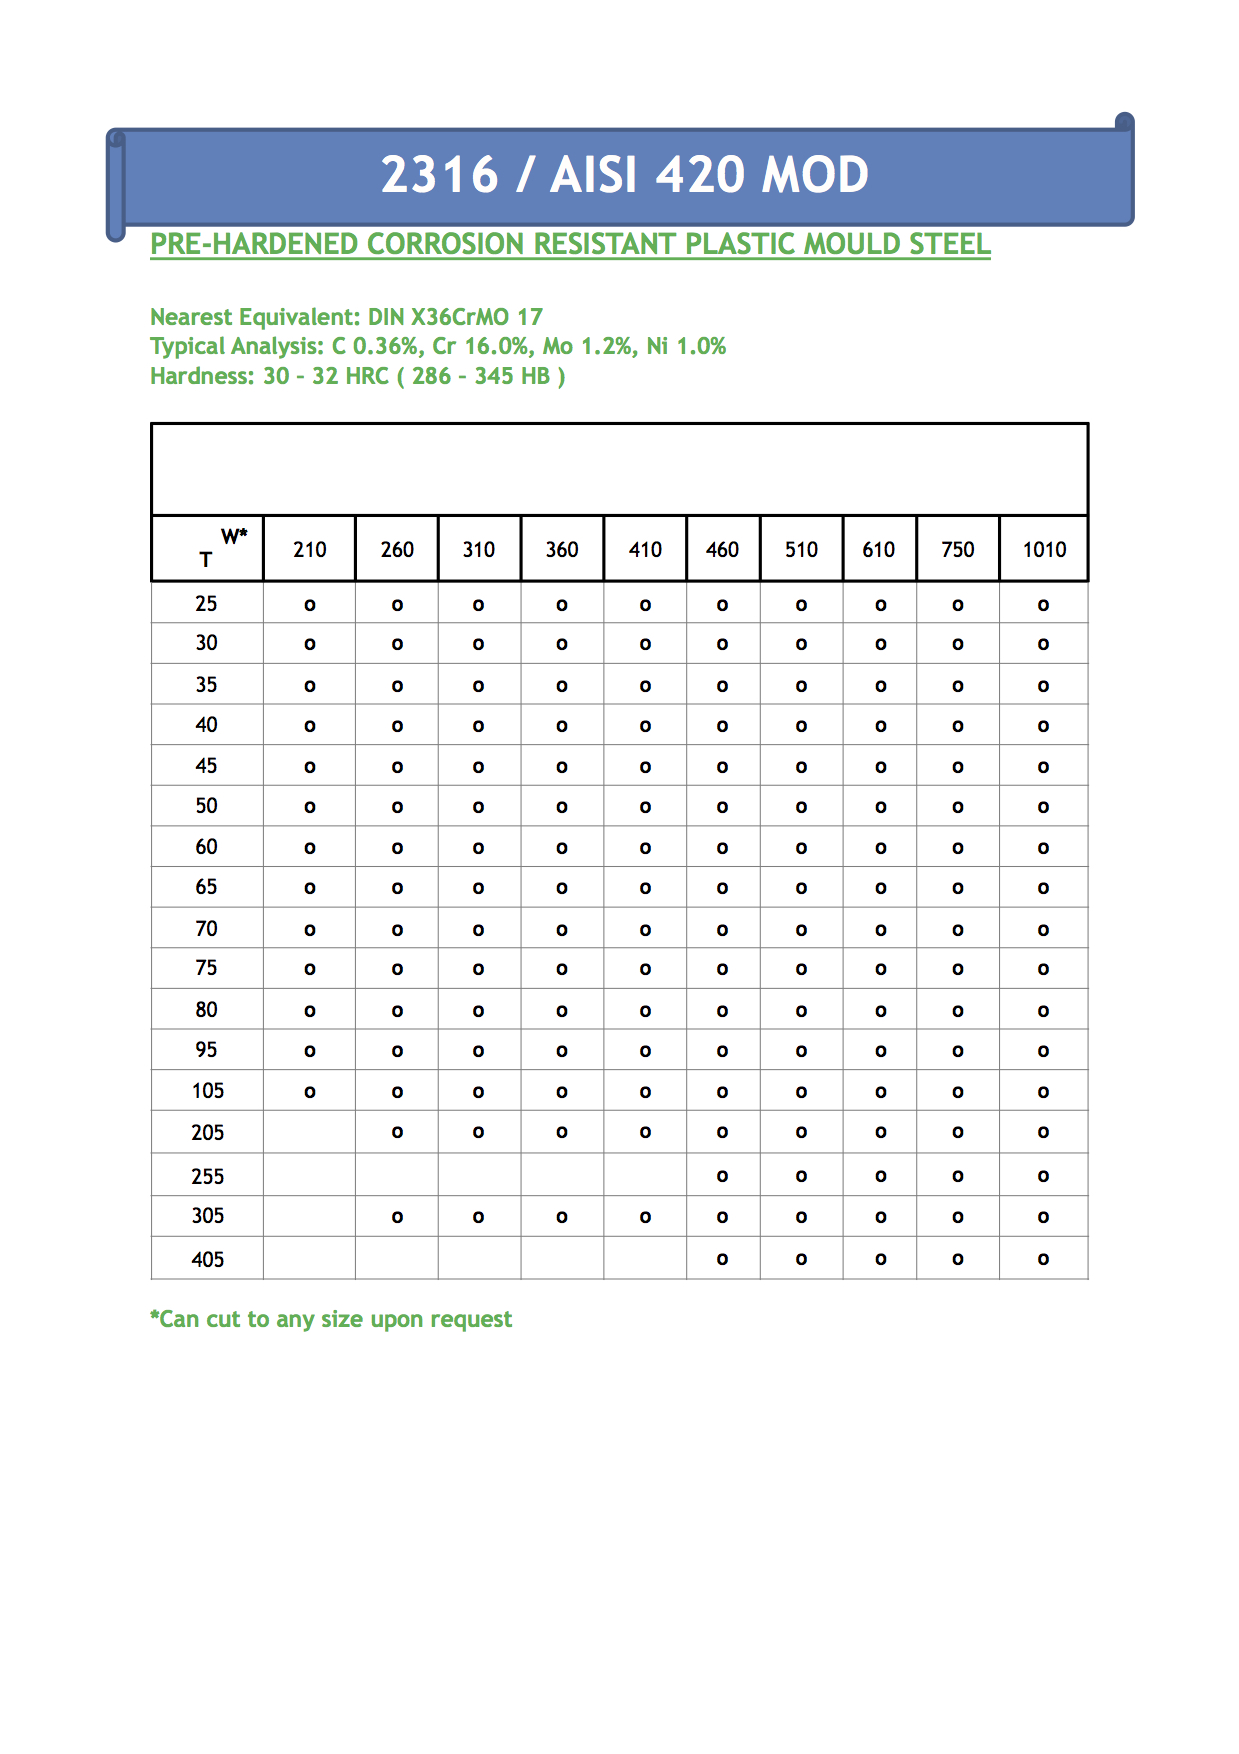 2316 / AISI 420 MOD
PRE-HARDENED CORROSION RESISTANT PLASTIC MOULD STEEL
Nearest Equivalent: DIN X36CrMO 17
Typical Analysis: C 0.36%, Cr 16.0%, Mo 1.2%, Ni 1.0%
Hardness: 30 – 32 HRC ( 286 – 345 HB )
W*
T 210 260 310 360 410 460 510 610 750 1010
25 o o o o o o o o o o
30 o o o o o o o o o o
35 o o o o o o o o o o
40 o o o o o o o o o o
45 o o o o o o o o o o
50 o o o o o o o o o o
60 o o o o o o o o o o
65 o o o o o o o o o o
70 o o o o o o o o o o
75 o o o o o o o o o o
80 o o o o o o o o o o
95 o o o o o o o o o o
105 o o o o o o o o o o
205 o o o o o o o o o
255 o o o o o
305 o o o o o o o o o
405 o o o o o
*Can cut to any size upon request